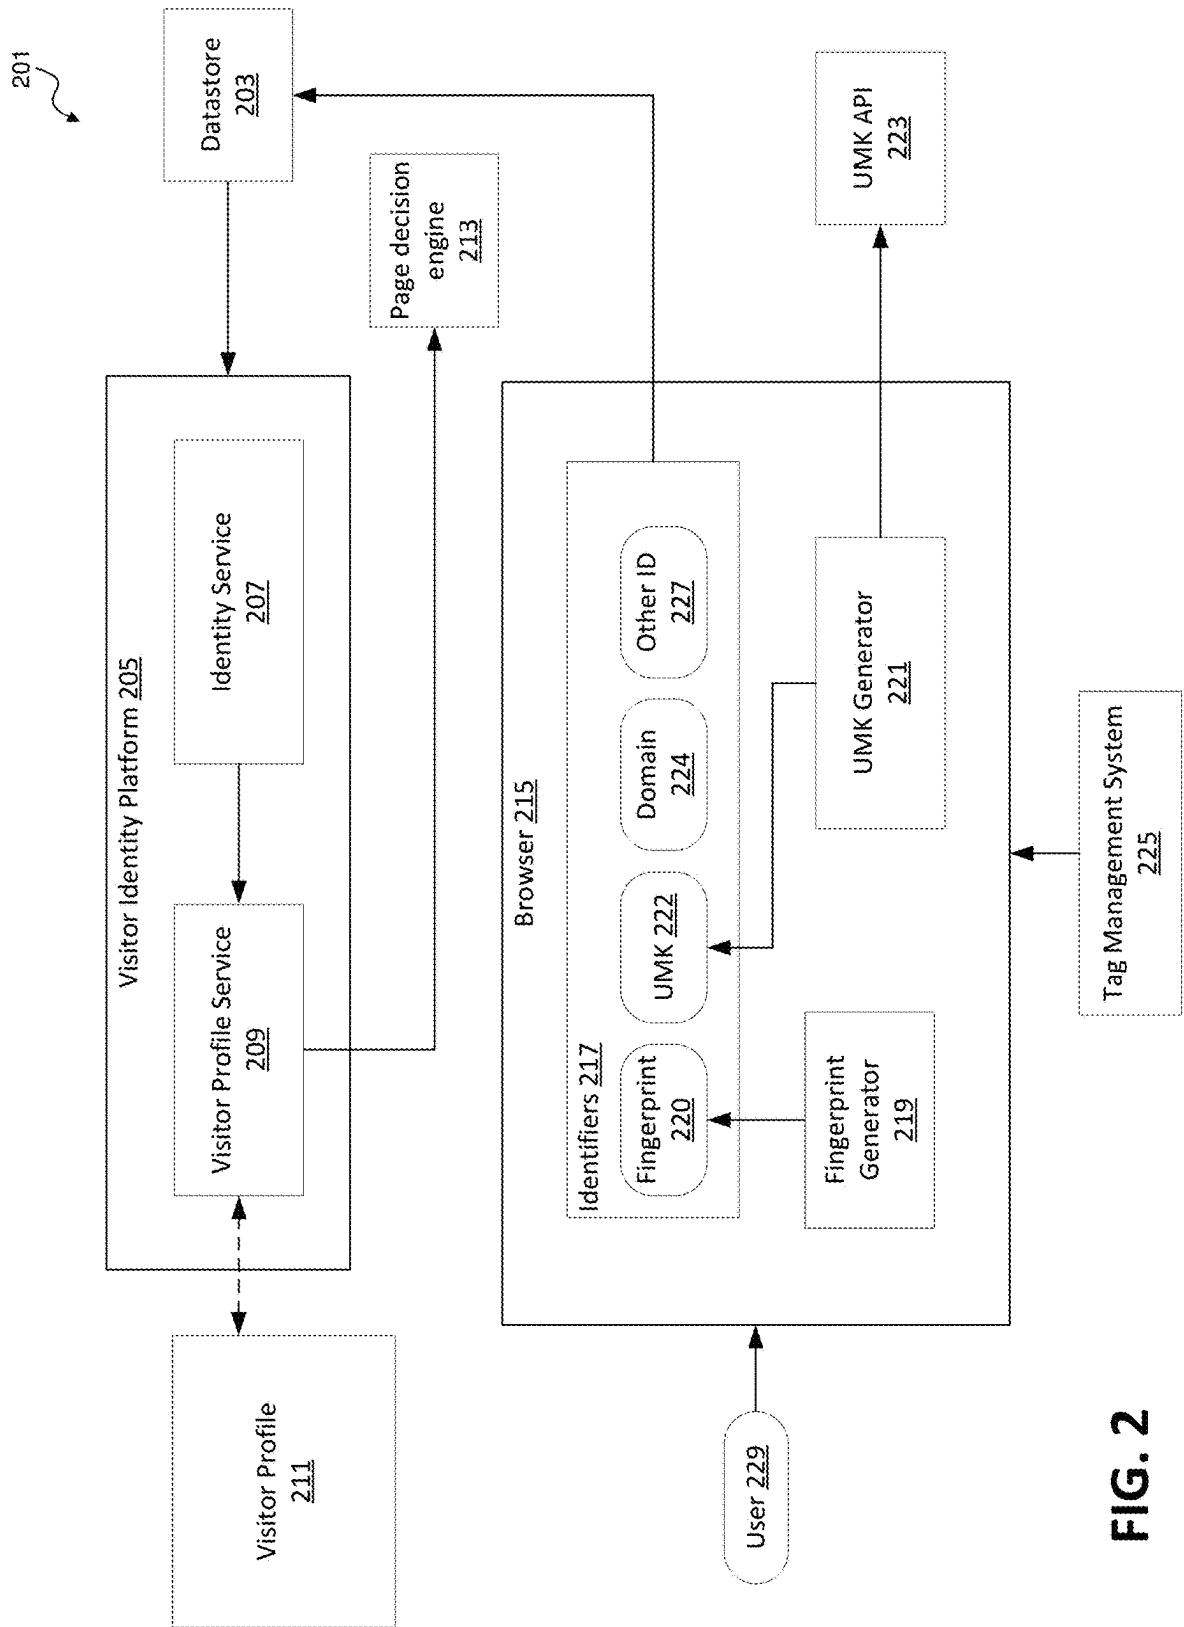 201
Visitor Profile
211
Visitor Identity Platform 205
Visitor Profile Service
209
Identity Service
207
Datastore
203
Page decision
engine
213
User 229
Browser 215
Identifiers 217
Fingerprint
220
UMK 222
Domain
224
Other ID
227
Fingerprint
Generator
219
UMK Generator
221
UMK API
223
Tag Management System
225
FIG. 2